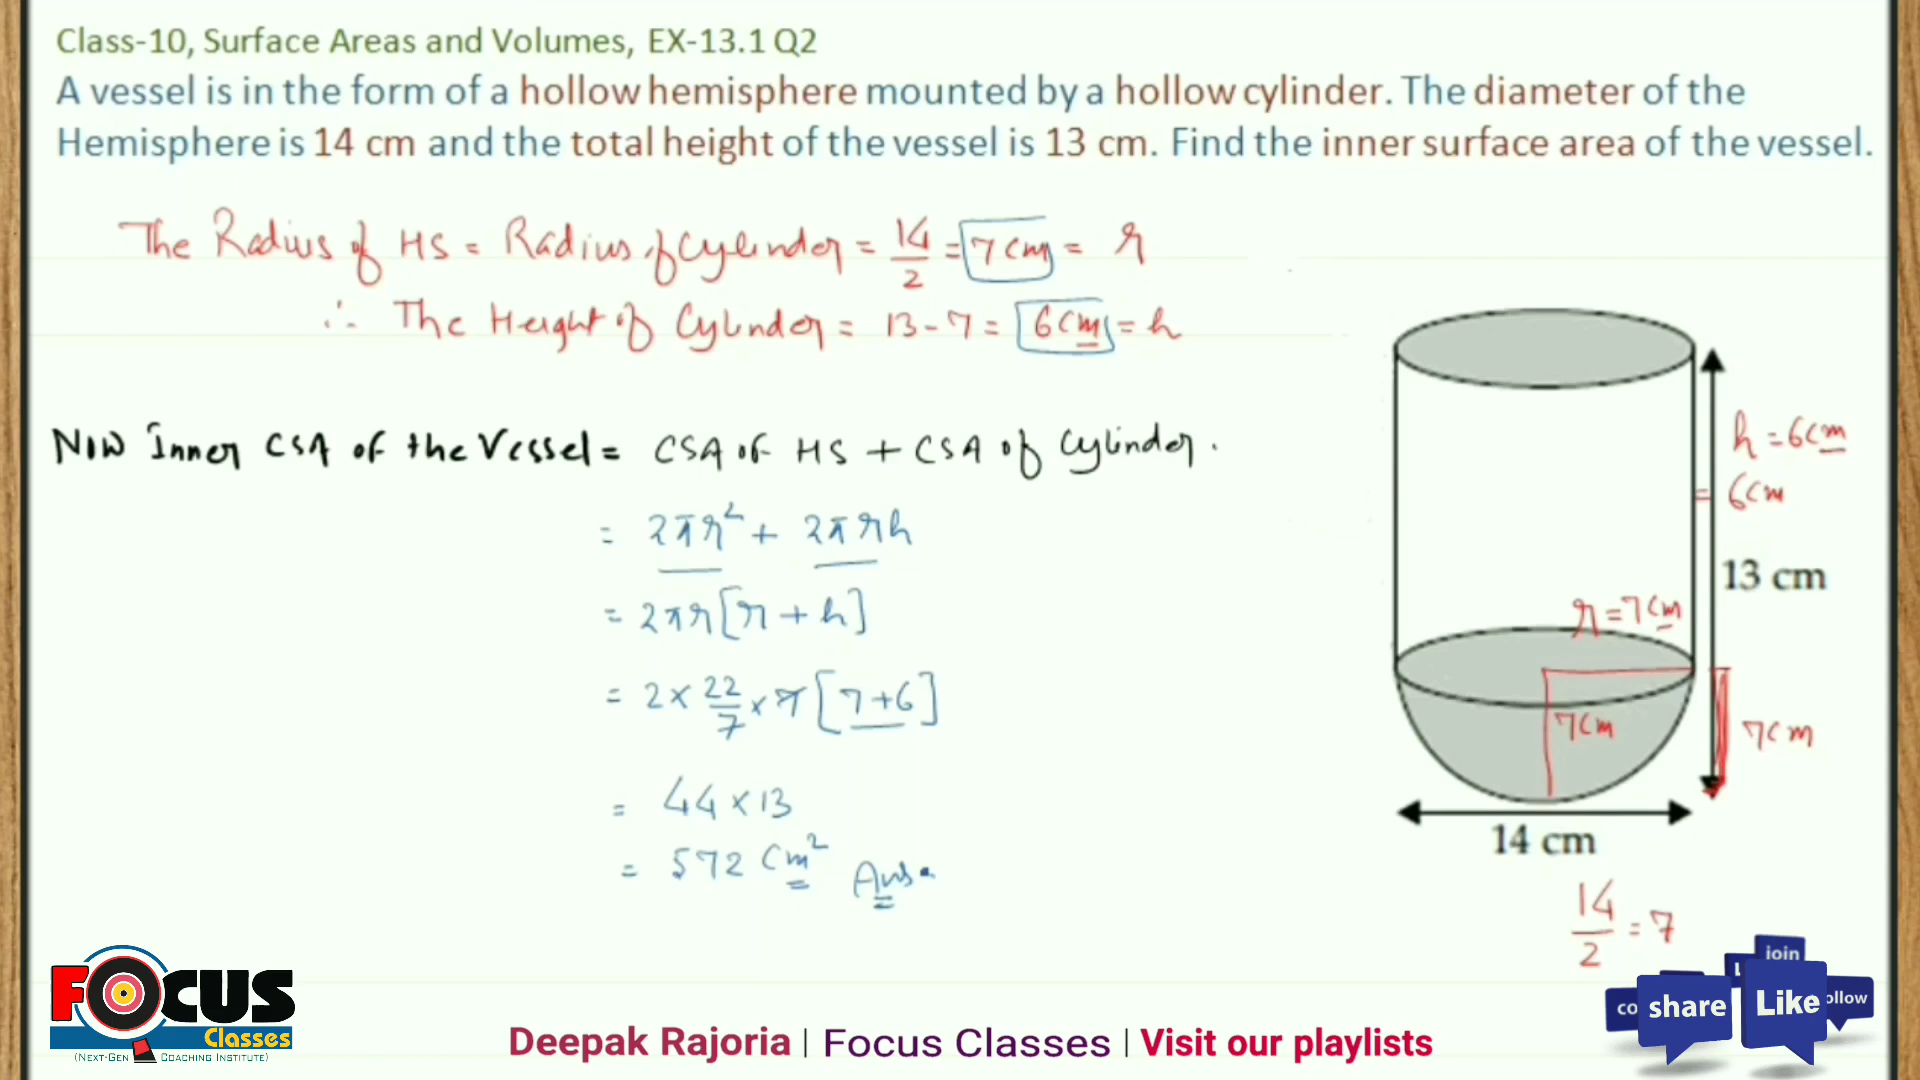 Class-10, Surface Areas and Volumes, EX-13.1 Q2
A vessel is in the form of a hollow hemisphere mounted by a hollow cylinder. The diameter of the
Hemisphere is 14 cm and the total height of the vessel is 13 cm. Find the inner surface area of the vessel.
The Radius of HS = Radius of Cylinder = 14/2 = 7cm = r
∴ The Height of Cylinder = 13-7 = 6cm = h
Now Inner CSA of the Vessel = CSA of HS + CSA of Cylinder.
= 2πr² + 2πrh
= 2πr[r+h]
= 2 × 22/7 × 7 [7+6]
= 44 × 13
= 572 cm² Ans.
h = 6cm
= 6cm
13 cm
r = 7cm
7cm
7cm
14 cm
14/2 = 7
FOCUS
Classes
(NEXT-GEN COACHING INSTITUTE)
Deepak Rajoria | Focus Classes | Visit our playlists
join
L
co share Like ollow